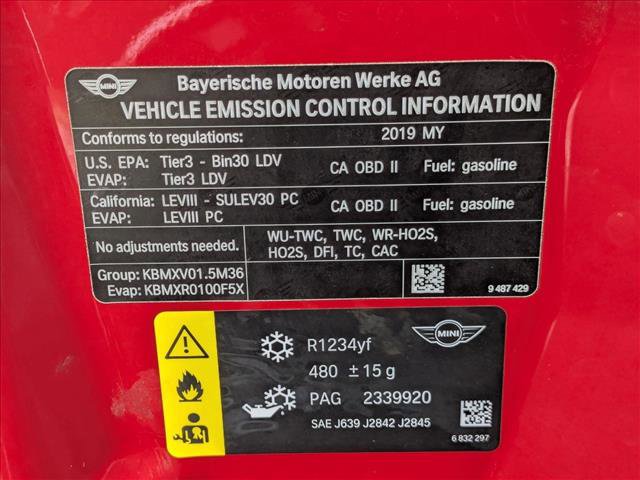 MINI
Bayerische Motoren Werke AG
VEHICLE EMISSION CONTROL INFORMATION
Conforms to regulations: 2019 MY
U.S. EPA: Tier3 - Bin30 LDV CA OBD II Fuel: gasoline
EVAP: Tier3 LDV
California: LEVIII - SULEV30 PC CA OBD II Fuel: gasoline
EVAP: LEVIII PC
No adjustments needed. WU-TWC, TWC, WR-HO2S,
HO2S, DFI, TC, CAC
Group: KBMXV01.5M36
Evap: KBMXR0100F5X 9 487 429
MINI
R1234yf
480 ± 15 g
PAG 2339920
SAE J639 J2842 J2845
6 832 297